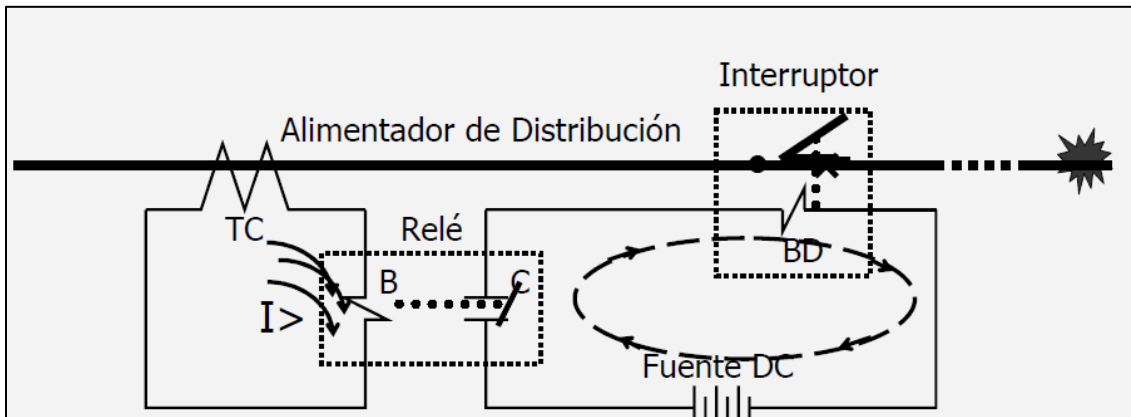 Interruptor
Alimentador de Distribución
TC
Relé
BD
B
C
I>
Fuente DC